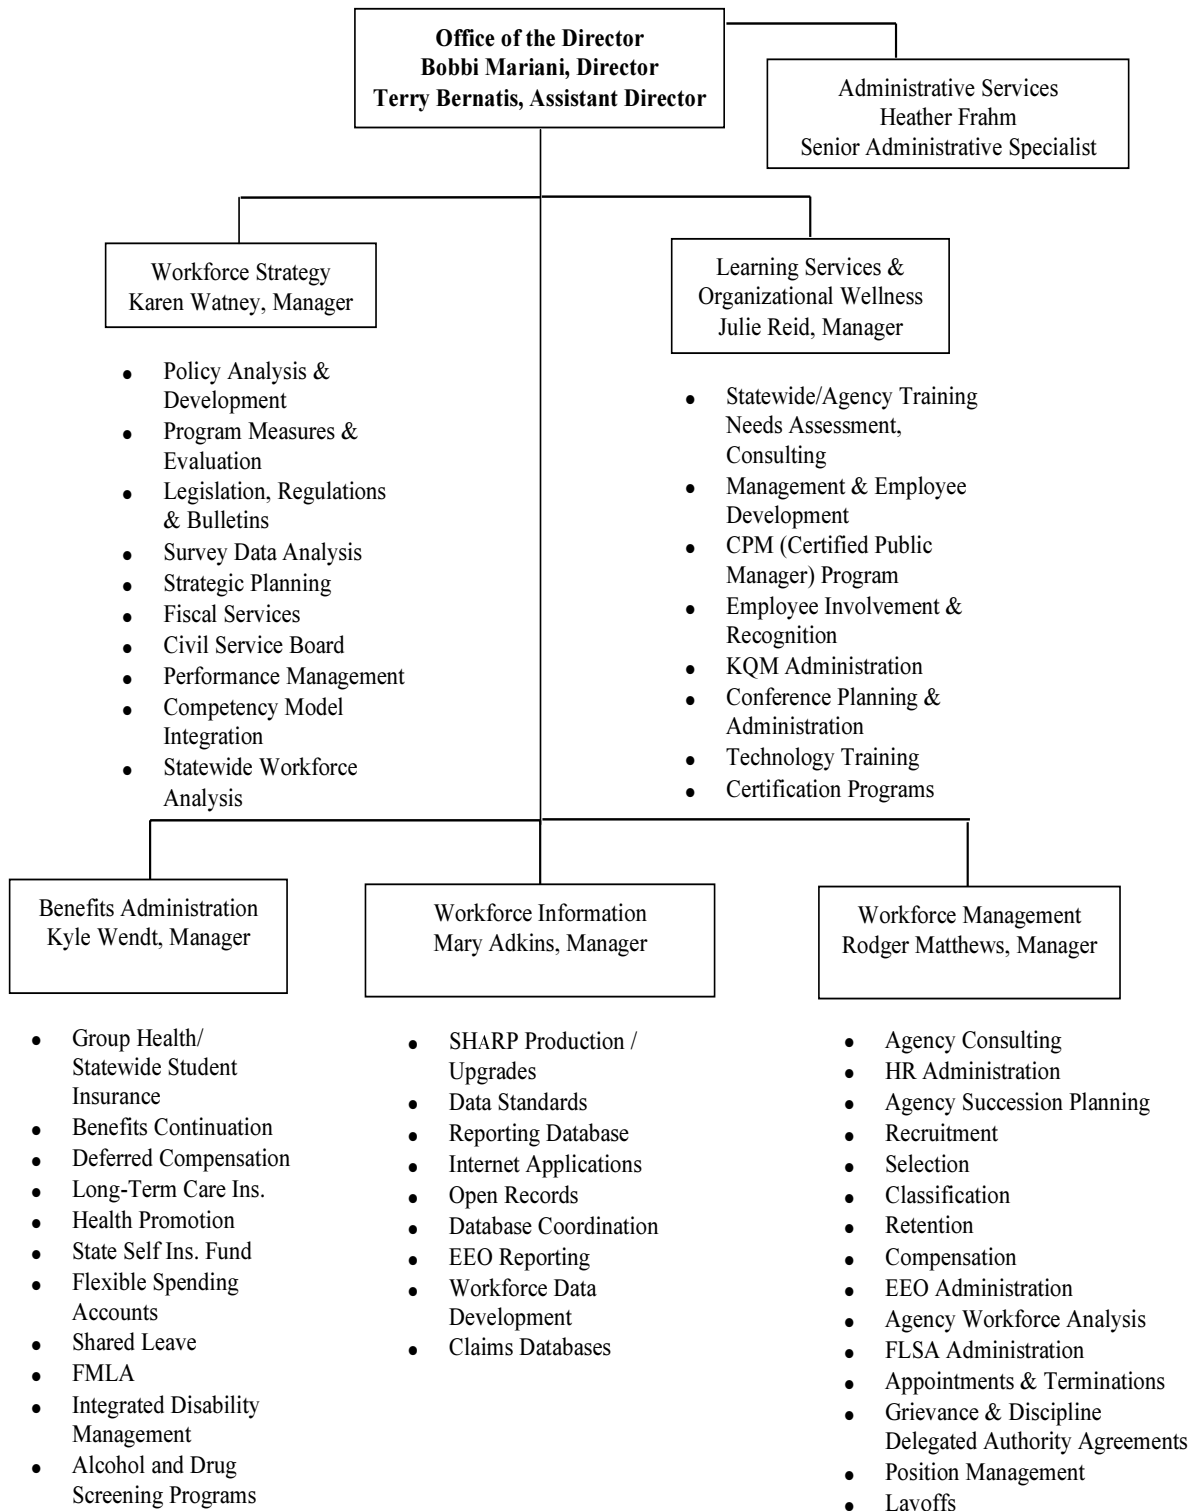 Office of the Director
Bobbi Mariani, Director
Terry Bernatis, Assistant Director
Administrative Services
Heather Frahm
Senior Administrative Specialist
Workforce Strategy
Karen Watney, Manager
• Policy Analysis &
Development
• Program Measures &
Evaluation
• Legislation, Regulations
& Bulletins
• Survey Data Analysis
• Strategic Planning
• Fiscal Services
• Civil Service Board
• Performance Management
• Competency Model
Integration
• Statewide Workforce
Analysis
Learning Services &
Organizational Wellness
Julie Reid, Manager
• Statewide/Agency Training
Needs Assessment,
Consulting
• Management & Employee
Development
• CPM (Certified Public
Manager) Program
• Employee Involvement &
Recognition
• KQM Administration
• Conference Planning &
Administration
• Technology Training
• Certification Programs
Benefits Administration
Kyle Wendt, Manager
• Group Health/
Statewide Student
Insurance
• Benefits Continuation
• Deferred Compensation
• Long-Term Care Ins.
• Health Promotion
• State Self Ins. Fund
• Flexible Spending
Accounts
• Shared Leave
• FMLA
• Integrated Disability
Management
• Alcohol and Drug
Screening Programs
Workforce Information
Mary Adkins, Manager
• SHARP Production /
Upgrades
• Data Standards
• Reporting Database
• Internet Applications
• Open Records
• Database Coordination
• EEO Reporting
• Workforce Data
Development
• Claims Databases
Workforce Management
Rodger Matthews, Manager
• Agency Consulting
• HR Administration
• Agency Succession Planning
• Recruitment
• Selection
• Classification
• Retention
• Compensation
• EEO Administration
• Agency Workforce Analysis
• FLSA Administration
• Appointments & Terminations
• Grievance & Discipline
Delegated Authority Agreements
• Position Management
• Layoffs